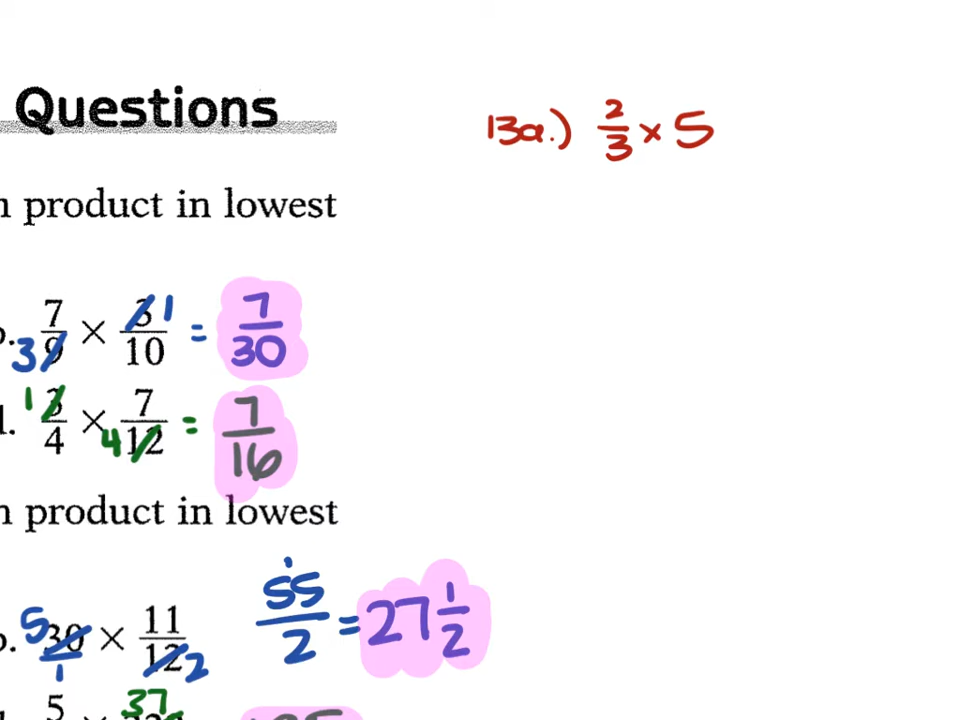 Questions
13a.) 2/3 × 5
product in lowest
7/9 × 3/10 = 7/30
3 1
3/4 × 7/12 = 7/16
1 4
product in lowest
30/1 × 11/12 55/2 = 27 1/2
5 2
5 37